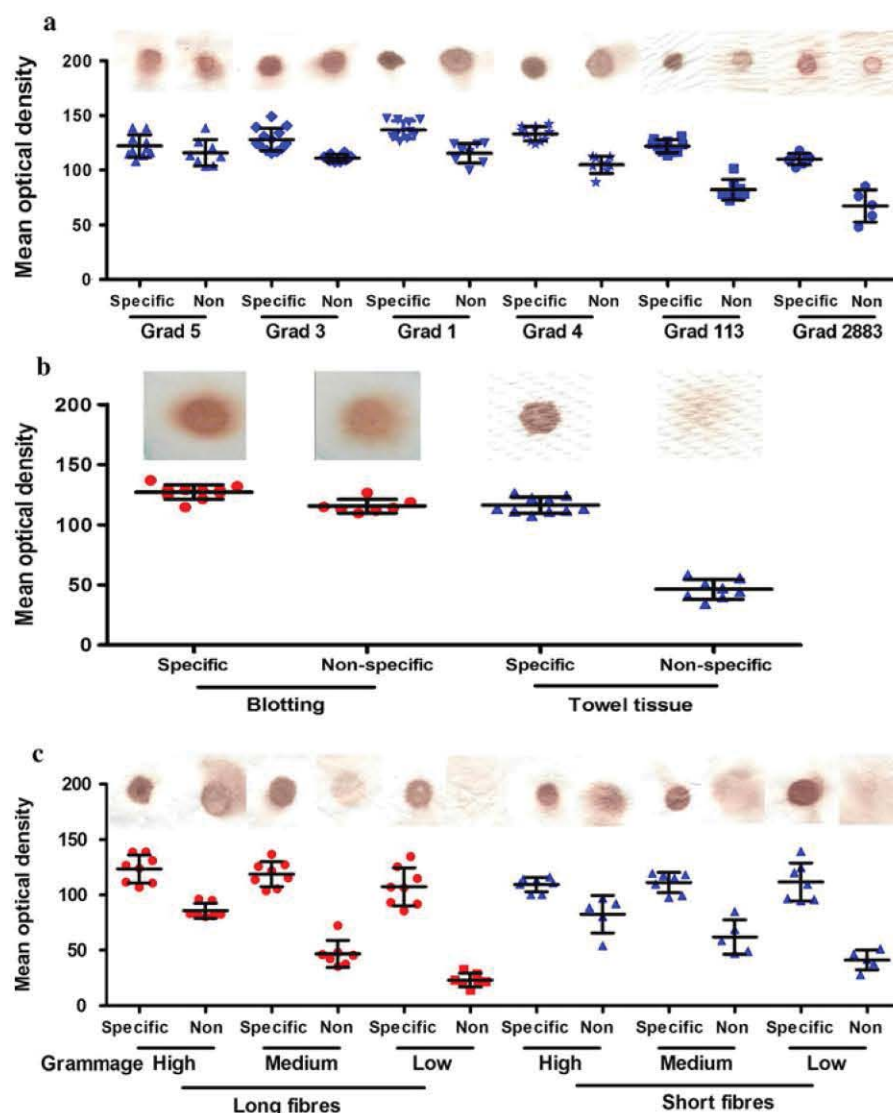 a
200
150
100
50
0
Mean optical density
Specific Non Specific Non Specific Non Specific Non Specific Non Specific Non
Grad 5 Grad 3 Grad 1 Grad 4 Grad 113 Grad 2883
b
200
150
100
50
0
Mean optical density
Specific Non-specific Specific Non-specific
Blotting Towel tissue
c
200
150
100
50
0
Mean optical density
Specific Non Specific Non Specific Non Specific Non Specific Non Specific Non
Grammage High Medium Low High Medium Low
Long fibres Short fibres